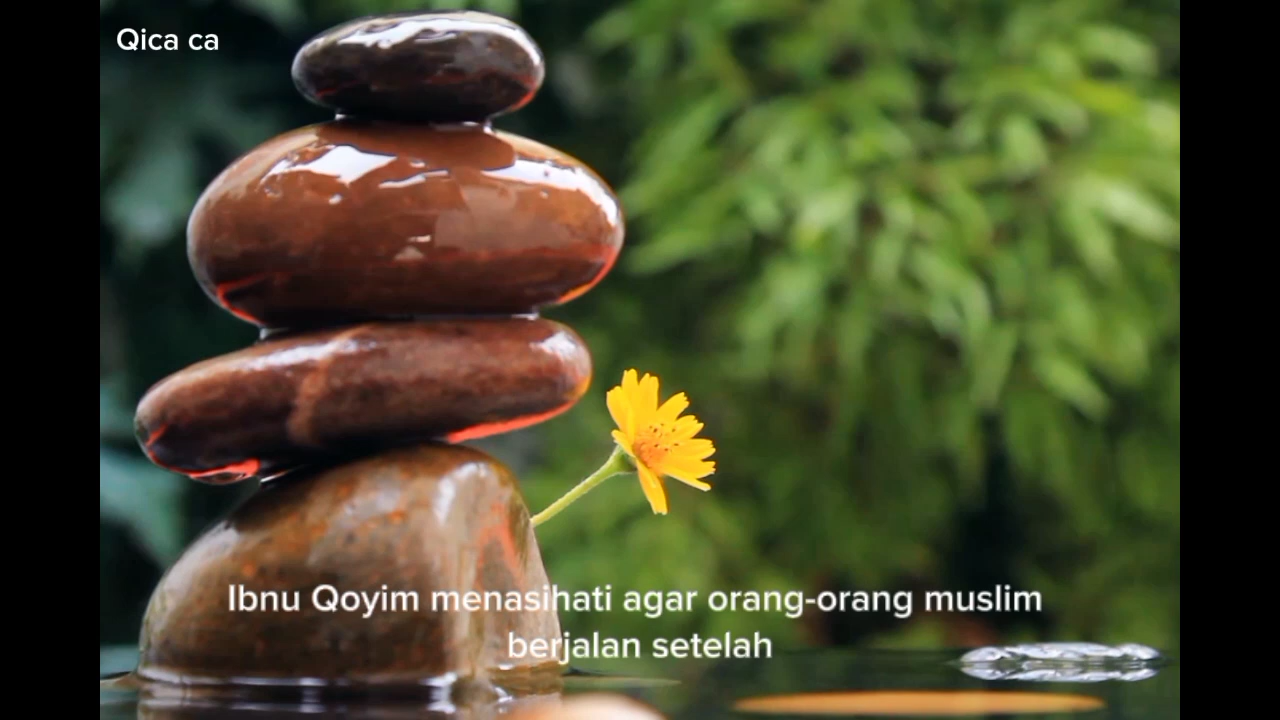 Qica ca
Ibnu Qoyim menasihati agar orang-orang muslim
berjalan setelah